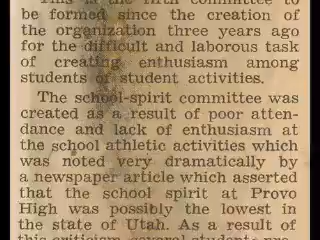 This is the fifth committee to
be formed since the creation of
the organization three years ago
for the difficult and laborous task
of creating enthusiasm among
students of student activities.
The school-spirit committee was
created as a result of poor atten-
dance and lack of enthusiasm at
the school athletic activities which
was noted very dramatically by
a newspaper article which asserted
that the school spirit at Provo
High was possibly the lowest in
the state of Utah. As a result of
this criticism several students